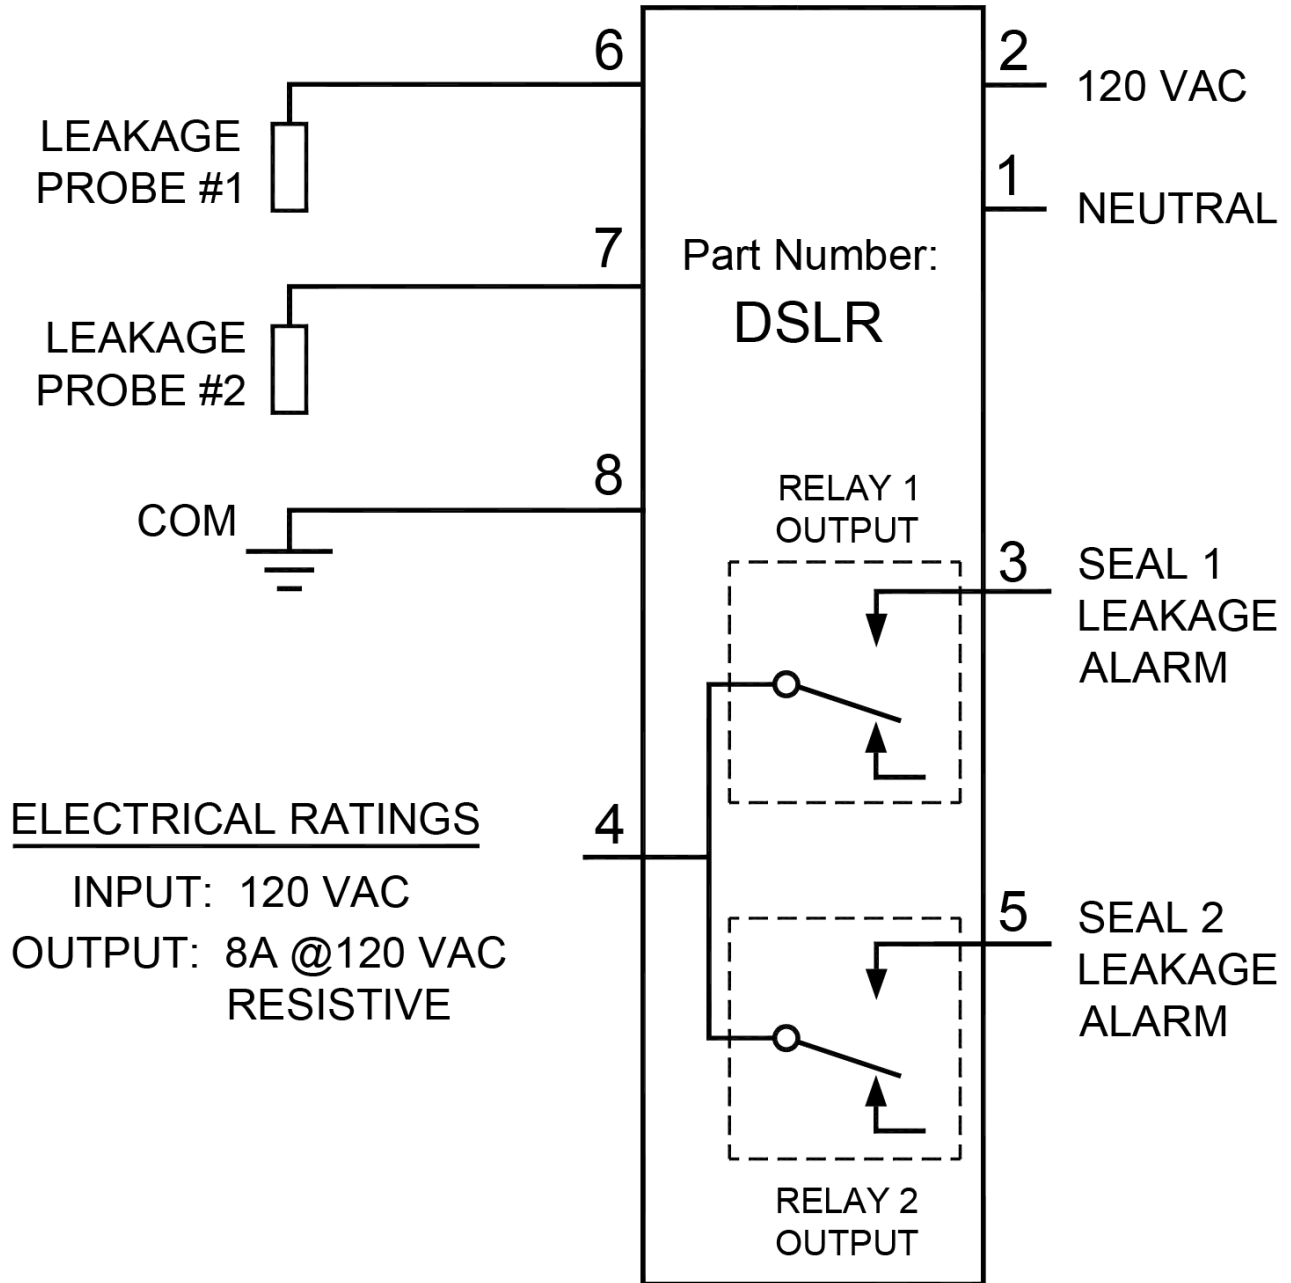 6
2
120 VAC
LEAKAGE
PROBE #1
1
NEUTRAL
7
Part Number:
DSLR
LEAKAGE
PROBE #2
8
COM
RELAY 1
OUTPUT
3
SEAL 1
LEAKAGE
ALARM
4
ELECTRICAL RATINGS
INPUT: 120 VAC
OUTPUT: 8A @120 VAC
RESISTIVE
5
SEAL 2
LEAKAGE
ALARM
RELAY 2
OUTPUT